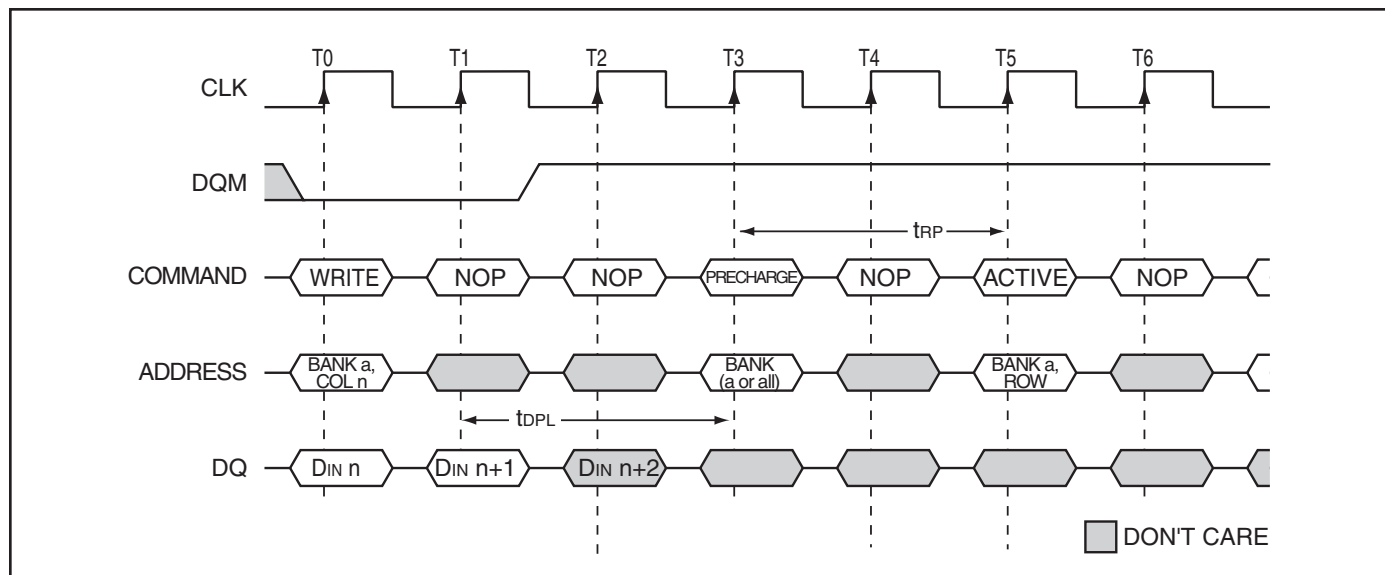 T0 T1 T2 T3 T4 T5 T6
CLK
DQM
tRP
COMMAND WRITE NOP NOP PRECHARGE NOP ACTIVE NOP
ADDRESS BANK a, COL n BANK (a or all) BANK a, ROW
tDPL
DQ DIN n DIN n+1 DIN n+2
DON'T CARE